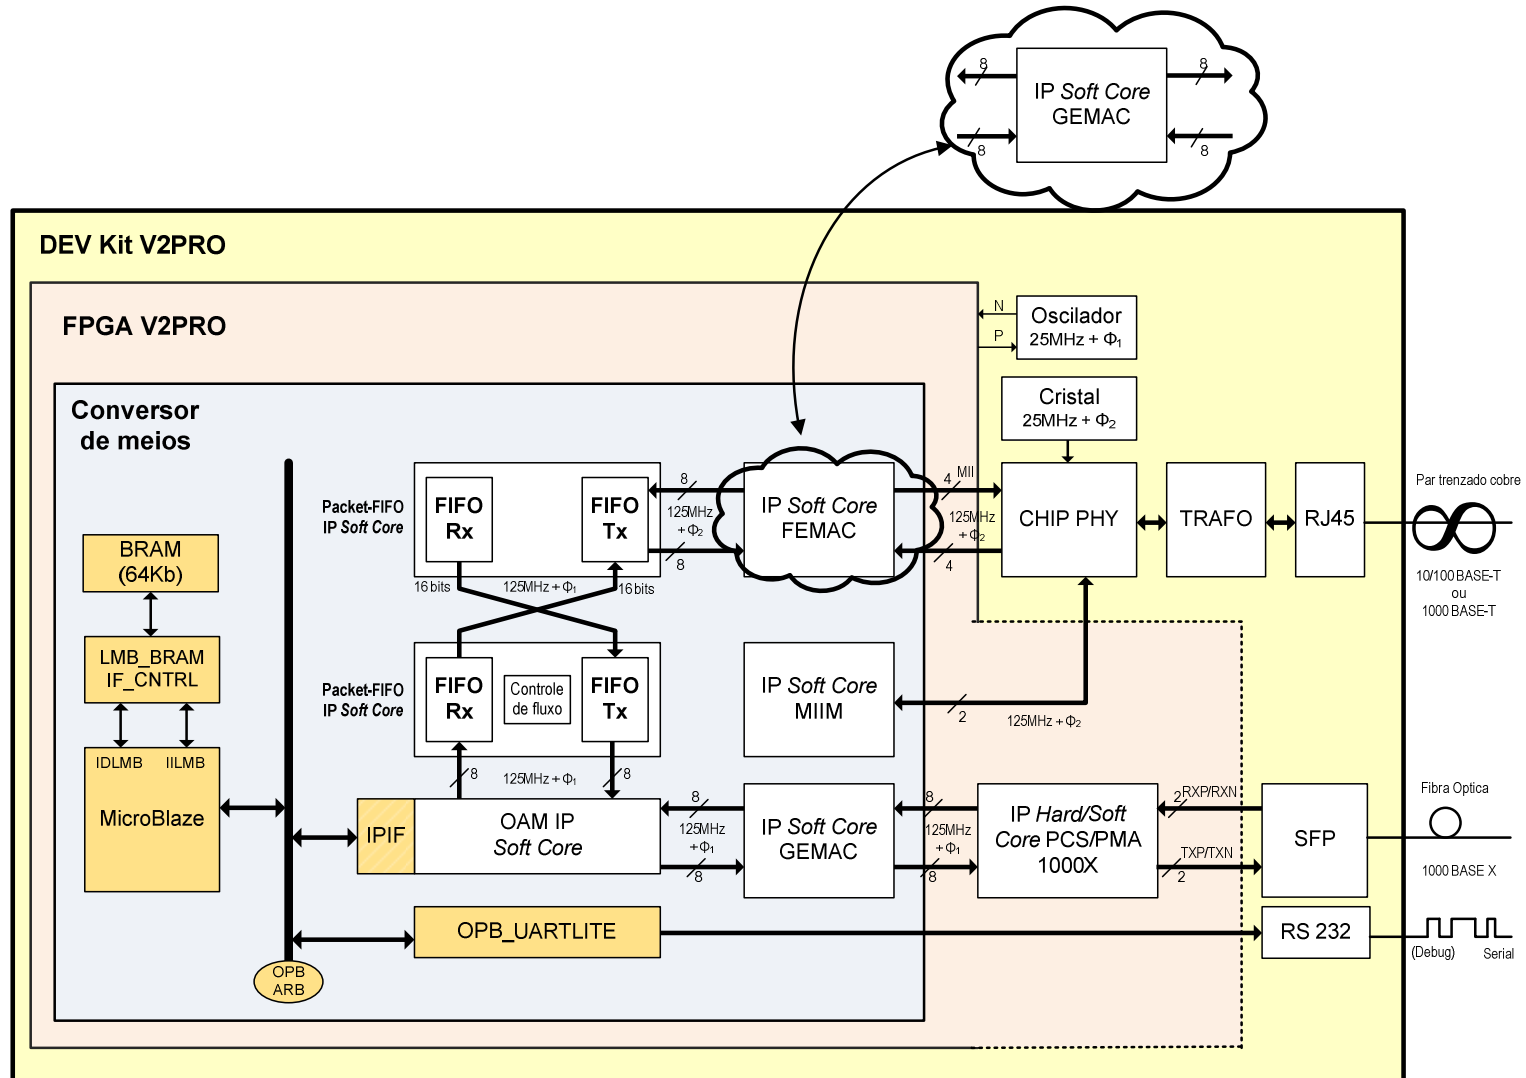 8
8
IP Soft Core
GEMAC
8
8
DEV Kit V2PRO
FPGA V2PRO
N
P
Oscilador
25MHz + Φ1
Cristal
25MHz + Φ2
Conversor
de meios
Packet-FIFO
IP Soft Core
FIFO
Rx
FIFO
Tx
8
125MHz
+ Φ2
8
IP Soft Core
FEMAC
4
MII
125MHz
+ Φ2
4
CHIP PHY
TRAFO
RJ45
Par trenzado cobre
10/100 BASE-T
ou
1000 BASE-T
BRAM
(64Kb)
16 bits
125MHz + Φ1
16 bits
LMB_BRAM
IF_CNTRL
Packet-FIFO
IP Soft Core
FIFO
Rx
Controle
de fluxo
FIFO
Tx
IP Soft Core
MIIM
2
125MHz + Φ2
IDLMB
IILMB
MicroBlaze
8
125MHz + Φ1
8
IPIF
OAM IP
Soft Core
8
125MHz
+ Φ1
8
IP Soft Core
GEMAC
8
125MHz
+ Φ1
8
IP Hard/Soft
Core PCS/PMA
1000X
2
RXP/RXN
TXP/TXN
2
SFP
Fibra Optica
1000 BASE X
OPB_UARTLITE
RS 232
(Debug)
Serial
OPB
ARB